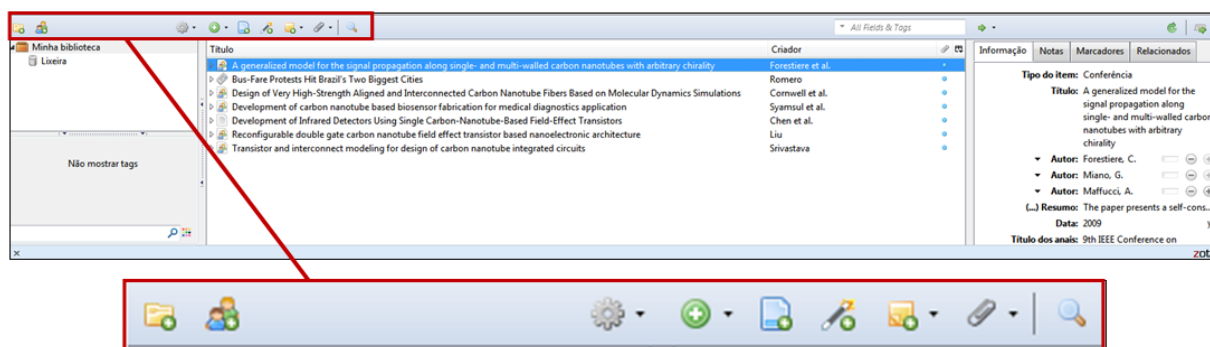 All Fields & Tags
Minha biblioteca
Lixeira
Não mostrar tags
Título Criador
A generalized model for the signal propagation along single- and multi-walled carbon nanotubes with arbitrary chirality Forestiere et al.
Bus-Fare Protests Hit Brazil's Two Biggest Cities Romero
Design of Very High-Strength Aligned and Interconnected Carbon Nanotube Fibers Based on Molecular Dynamics Simulations Cornwell et al.
Development of carbon nanotube based biosensor fabrication for medical diagnostics application Syamsul et al.
Development of Infrared Detectors Using Single Carbon-Nanotube-Based Field-Effect Transistors Chen et al.
Reconfigurable double gate carbon nanotube field effect transistor based nanoelectronic architecture Liu
Transistor and interconnect modeling for design of carbon nanotube integrated circuits Srivastava
Informação Notas Marcadores Relacionados
Tipo do item: Conferência
Título: A generalized model for the
signal propagation along
single- and multi-walled carbon
nanotubes with arbitrary
chirality
Autor: Forestiere, C.
Autor: Miano, G.
Autor: Maffucci, A.
(...) Resumo: The paper presents a self-cons...
Data: 2009 y
Título dos anais: 9th IEEE Conference on
zot